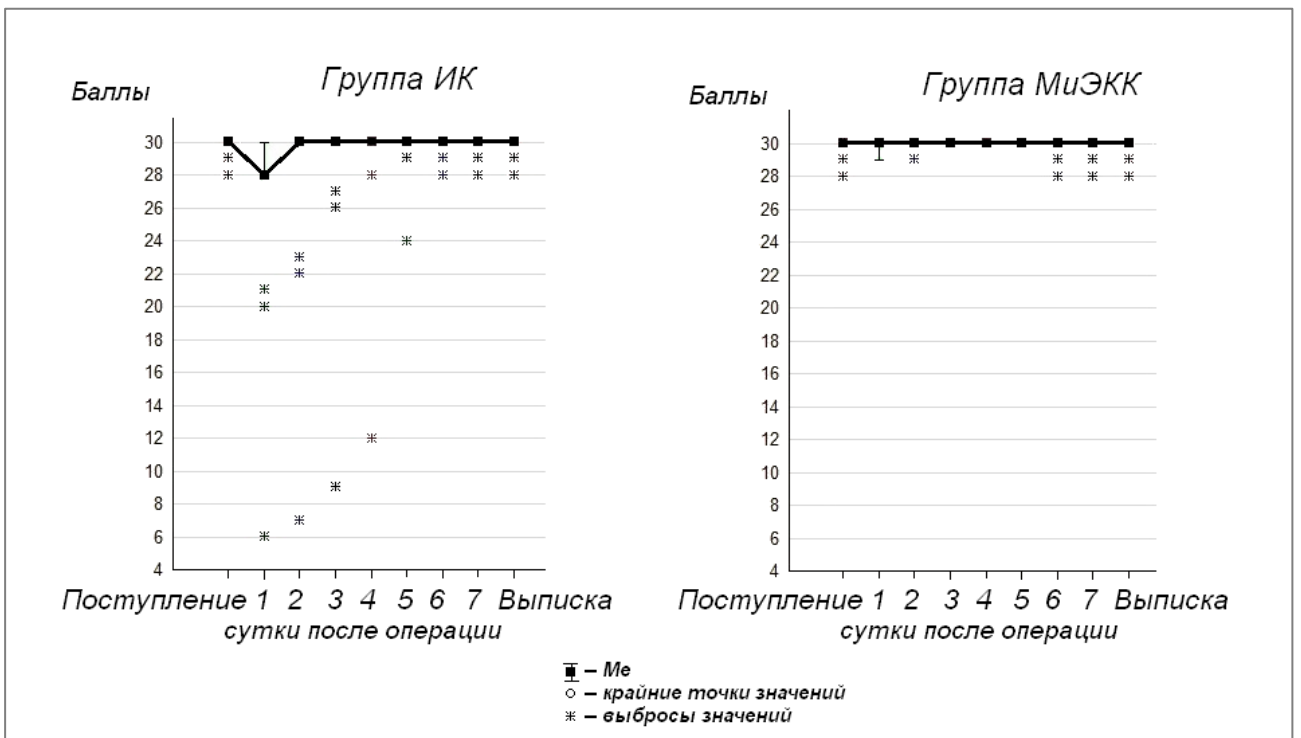 Группа ИК
Баллы
30
28
26
24
22
20
18
16
14
12
10
8
6
4
Поступление 1 2 3 4 5 6 7 Выписка
сутки после операции
Группа МиЭКК
Баллы
30
28
26
24
22
20
18
16
14
12
10
8
6
4
Поступление 1 2 3 4 5 6 7 Выписка
сутки после операции
– Ме
– крайние точки значений
– выбросы значений